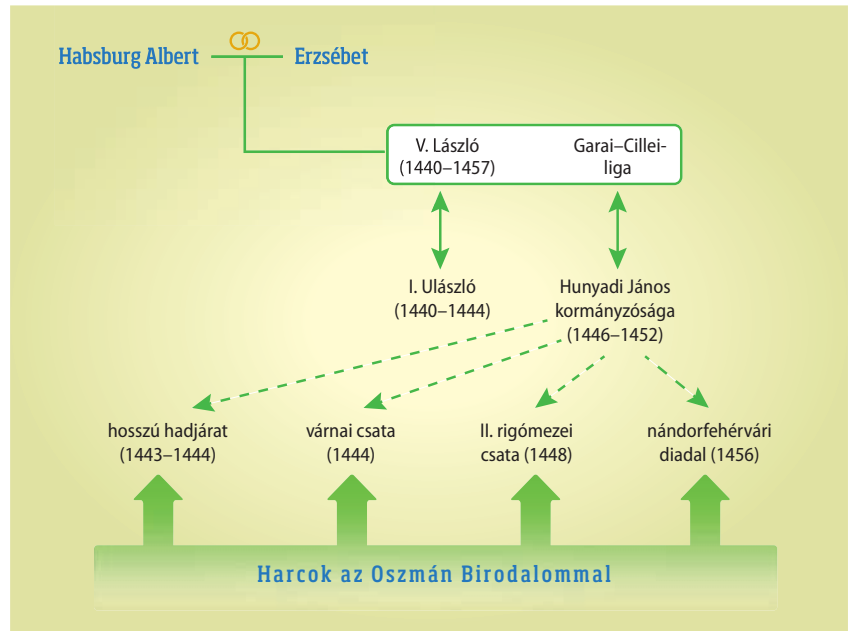 Habsburg Albert
Erzsébet
V. László
(1440–1457)
Garai–Cillei-
liga
I. Ulászló
(1440–1444)
Hunyadi János
kormányzósága
(1446–1452)
hosszú hadjárat
(1443–1444)
várnai csata
(1444)
II. rigómezei
csata (1448)
nándorfehérvári
diadal (1456)
Harcok az Oszmán Birodalommal